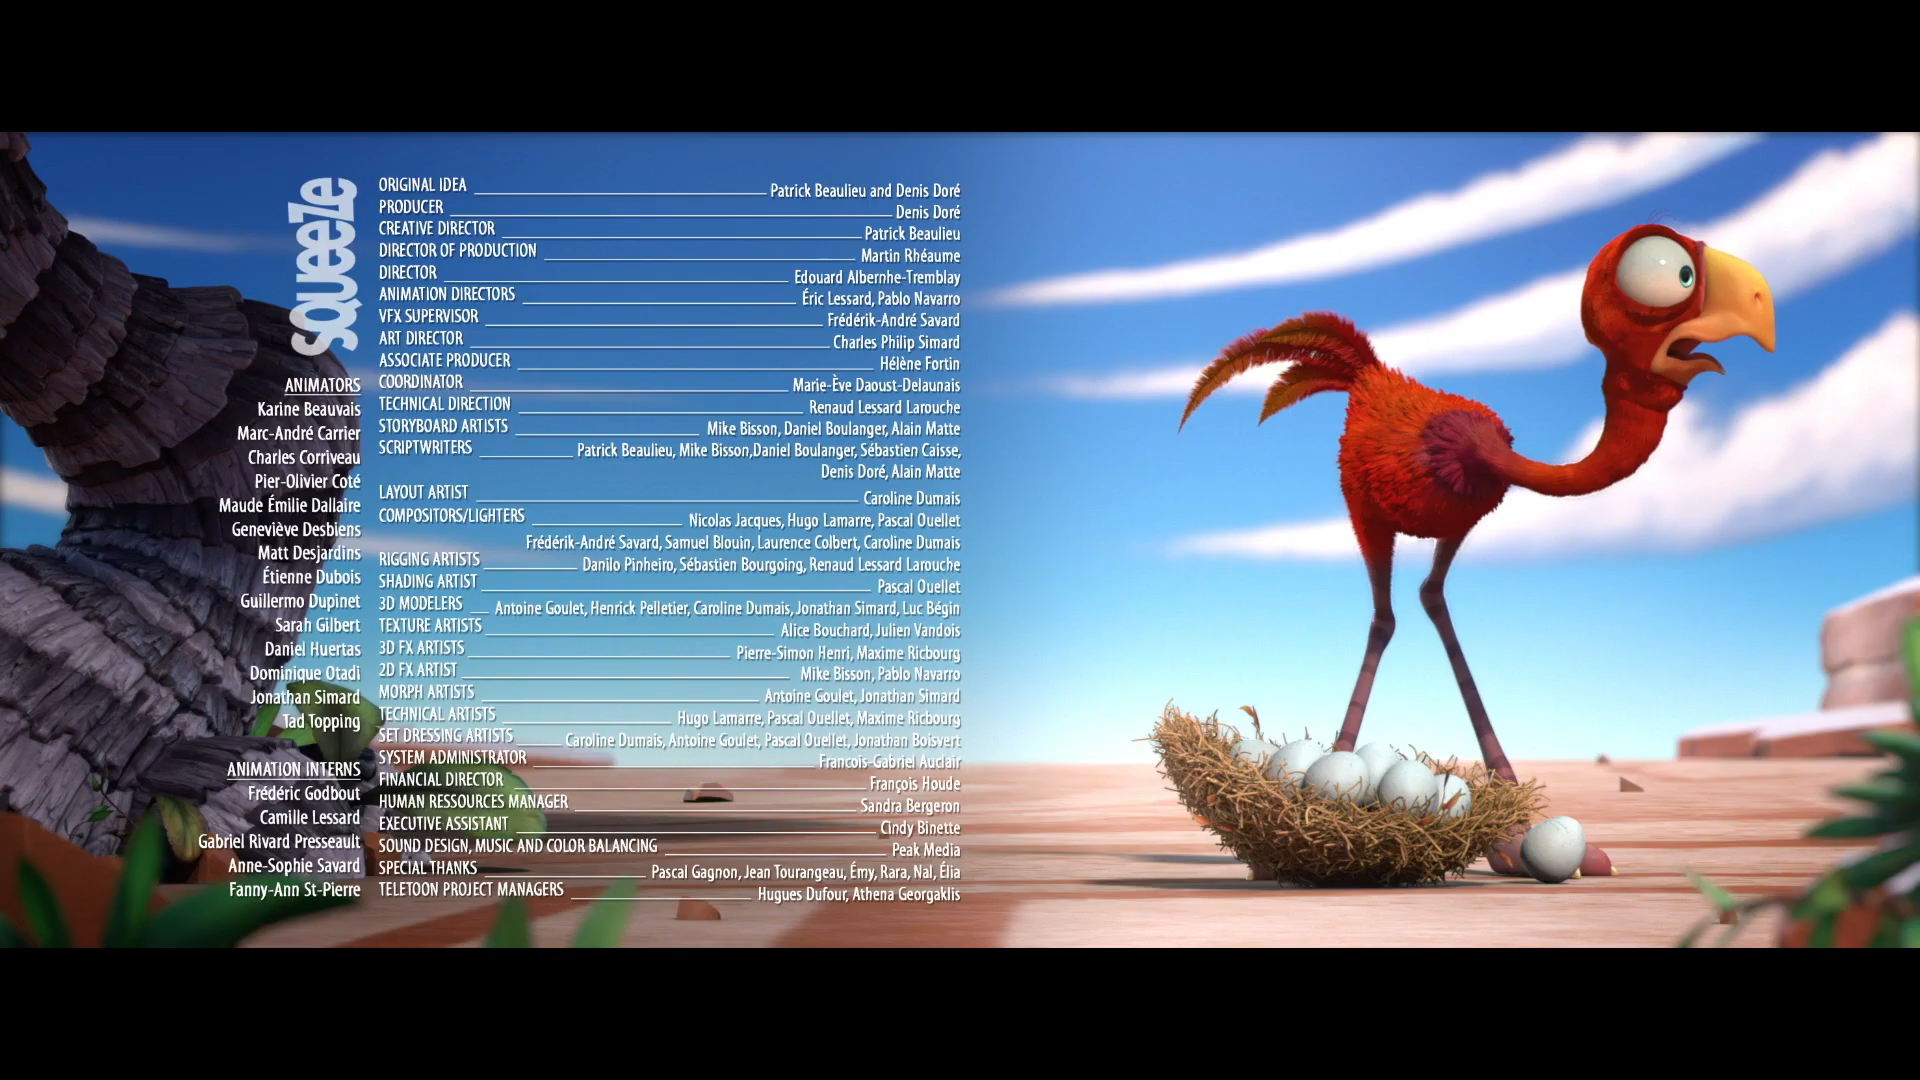 squeeze
ANIMATORS
Karine Beauvais
Marc-André Carrier
Charles Corriveau
Pier-Olivier Coté
Maude Émilie Dallaire
Geneviève Desbiens
Matt Desjardins
Étienne Dubois
Guillermo Dupinet
Sarah Gilbert
Daniel Huertas
Dominique Otadi
Jonathan Simard
Tad Topping
ANIMATION INTERNS
Frédéric Godbout
Camille Lessard
Gabriel Rivard Presseault
Anne-Sophie Savard
Fanny-Ann St-Pierre
ORIGINAL IDEA Patrick Beaulieu and Denis Doré
PRODUCER Denis Doré
CREATIVE DIRECTOR Patrick Beaulieu
DIRECTOR OF PRODUCTION Martin Rhéaume
DIRECTOR Edouard Albernhe-Tremblay
ANIMATION DIRECTORS Éric Lessard, Pablo Navarro
VFX SUPERVISOR Frédérik-André Savard
ART DIRECTOR Charles Philip Simard
ASSOCIATE PRODUCER Hélène Fortin
COORDINATOR Marie-Ève Daoust-Delaunais
TECHNICAL DIRECTION Renaud Lessard Larouche
STORYBOARD ARTISTS Mike Bisson, Daniel Boulanger, Alain Matte
SCRIPTWRITERS Patrick Beaulieu, Mike Bisson,Daniel Boulanger, Sébastien Caisse,
Denis Doré, Alain Matte
LAYOUT ARTIST Caroline Dumais
COMPOSITORS/LIGHTERS Nicolas Jacques, Hugo Lamarre, Pascal Ouellet
Frédérik-André Savard, Samuel Blouin, Laurence Colbert, Caroline Dumais
RIGGING ARTISTS Danilo Pinheiro, Sébastien Bourgoing, Renaud Lessard Larouche
SHADING ARTIST Pascal Ouellet
3D MODELERS Antoine Goulet, Henrick Pelletier, Caroline Dumais, Jonathan Simard, Luc Bégin
TEXTURE ARTISTS Alice Bouchard, Julien Vandois
3D FX ARTISTS Pierre-Simon Henri, Maxime Ricbourg
2D FX ARTIST Mike Bisson, Pablo Navarro
MORPH ARTISTS Antoine Goulet, Jonathan Simard
TECHNICAL ARTISTS Hugo Lamarre, Pascal Ouellet, Maxime Ricbourg
SET DRESSING ARTISTS Caroline Dumais, Antoine Goulet, Pascal Ouellet, Jonathan Boisvert
SYSTEM ADMINISTRATOR Francois-Gabriel Auclair
FINANCIAL DIRECTOR François Houde
HUMAN RESSOURCES MANAGER Sandra Bergeron
EXECUTIVE ASSISTANT Cindy Binette
SOUND DESIGN, MUSIC AND COLOR BALANCING Peak Media
SPECIAL THANKS Pascal Gagnon, Jean Tourangeau, Émy, Rara, Nal, Élia
TELETOON PROJECT MANAGERS Hugues Dufour, Athena Georgaklis